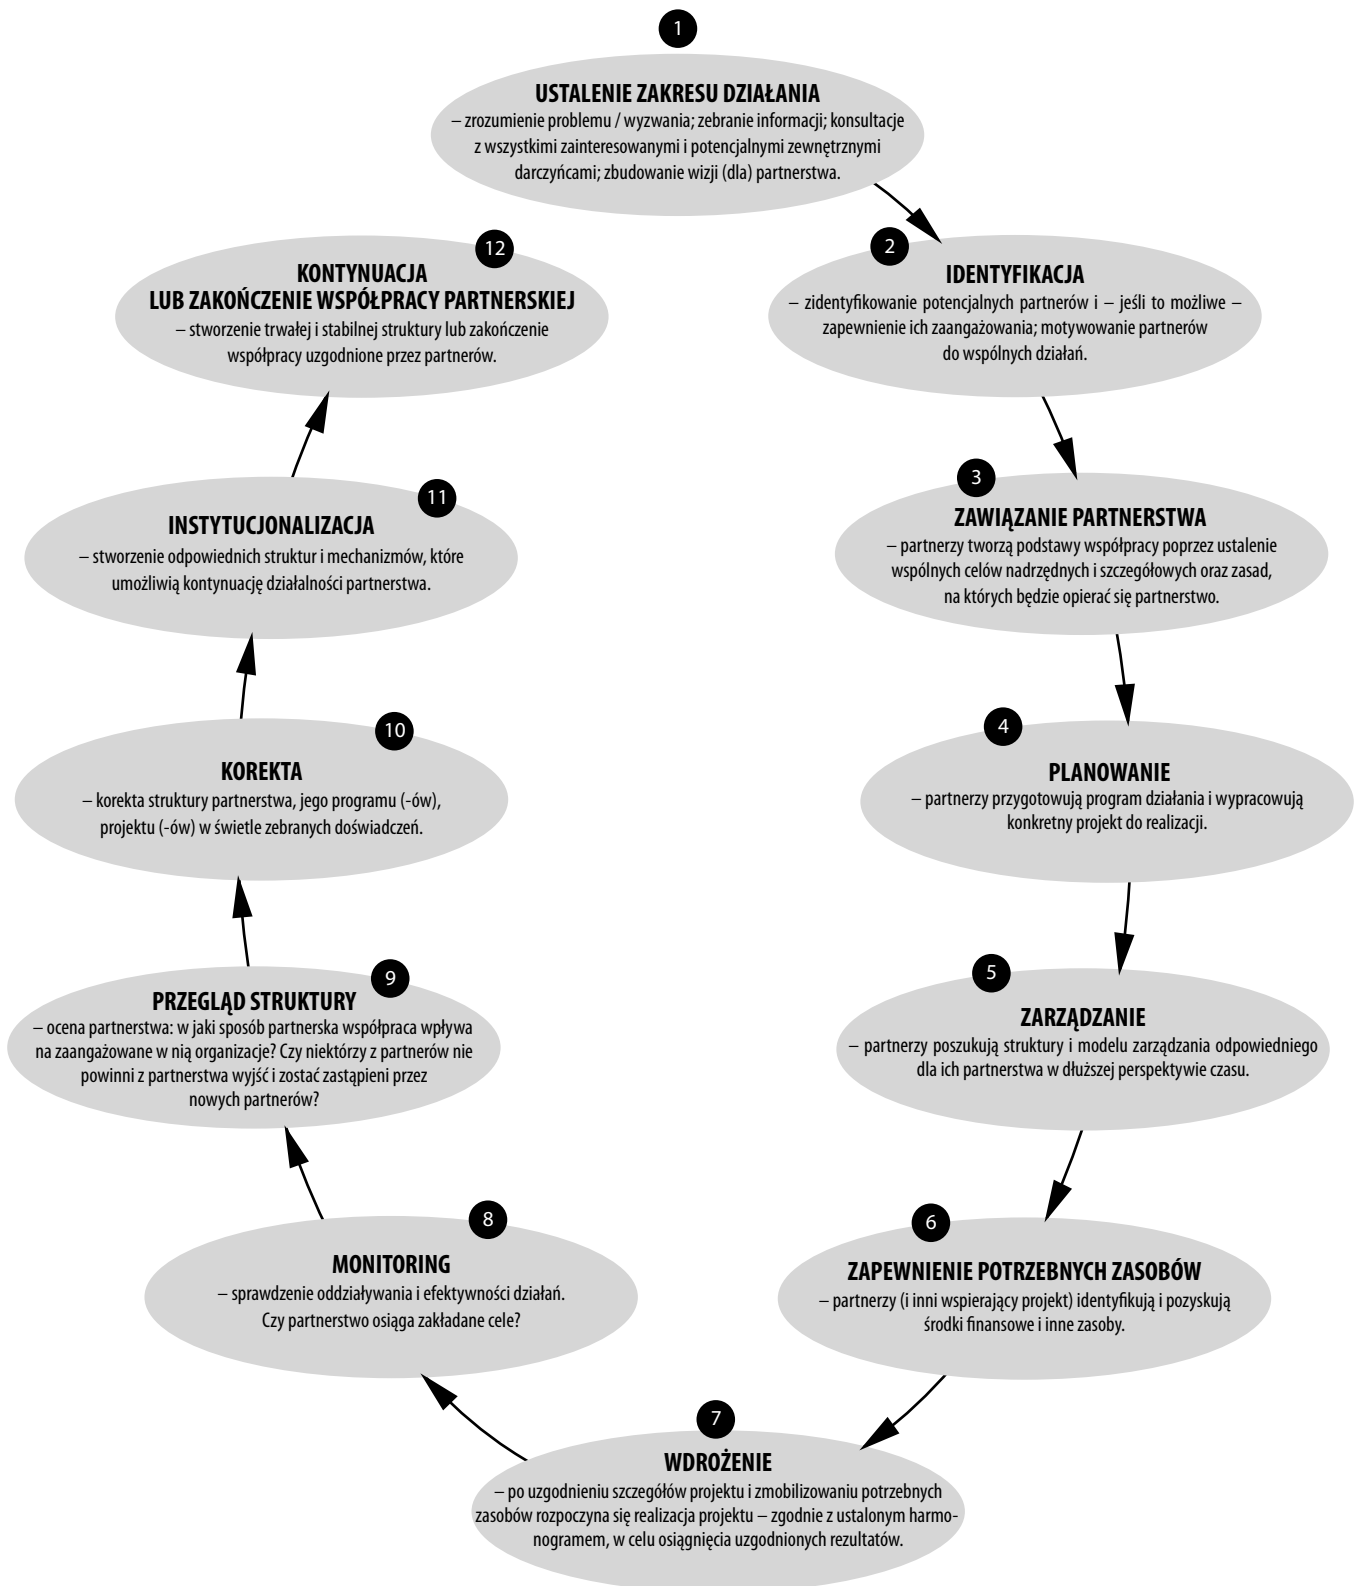 1
USTALENIE ZAKRESU DZIAŁANIA
– zrozumienie problemu / wyzwania; zebranie informacji; konsultacje
z wszystkimi zainteresowanymi i potencjalnymi zewnętrznymi
darczyńcami; zbudowanie wizji (dla) partnerstwa.
2
IDENTYFIKACJA
– zidentyfikowanie potencjalnych partnerów i – jeśli to możliwe –
zapewnienie ich zaangażowania; motywowanie partnerów
do wspólnych działań.
3
ZAWIĄZANIE PARTNERSTWA
– partnerzy tworzą podstawy współpracy poprzez ustalenie
wspólnych celów nadrzędnych i szczegółowych oraz zasad,
na których będzie opierać się partnerstwo.
4
PLANOWANIE
– partnerzy przygotowują program działania i wypracowują
konkretny projekt do realizacji.
5
ZARZĄDZANIE
– partnerzy poszukują struktury i modelu zarządzania odpowiedniego
dla ich partnerstwa w dłuższej perspektywie czasu.
6
ZAPEWNIENIE POTRZEBNYCH ZASOBÓW
– partnerzy (i inni wspierający projekt) identyfikują i pozyskują
środki finansowe i inne zasoby.
7
WDROŻENIE
– po uzgodnieniu szczegółów projektu i zmobilizowaniu potrzebnych
zasobów rozpoczyna się realizacja projektu – zgodnie z ustalonym harmo-
nogramem, w celu osiągnięcia uzgodnionych rezultatów.
8
MONITORING
– sprawdzenie oddziaływania i efektywności działań.
Czy partnerstwo osiąga zakładane cele?
9
PRZEGLĄD STRUKTURY
– ocena partnerstwa: w jaki sposób partnerska współpraca wpływa
na zaangażowane w nią organizacje? Czy niektórzy z partnerów nie
powinni z partnerstwa wyjść i zostać zastąpieni przez
nowych partnerów?
10
KOREKTA
– korekta struktury partnerstwa, jego programu (-ów),
projektu (-ów) w świetle zebranych doświadczeń.
11
INSTYTUCJONALIZACJA
– stworzenie odpowiednich struktur i mechanizmów, które
umożliwią kontynuację działalności partnerstwa.
12
KONTYNUACJA
LUB ZAKOŃCZENIE WSPÓŁPRACY PARTNERSKIEJ
– stworzenie trwałej i stabilnej struktury lub zakończenie
współpracy uzgodnione przez partnerów.